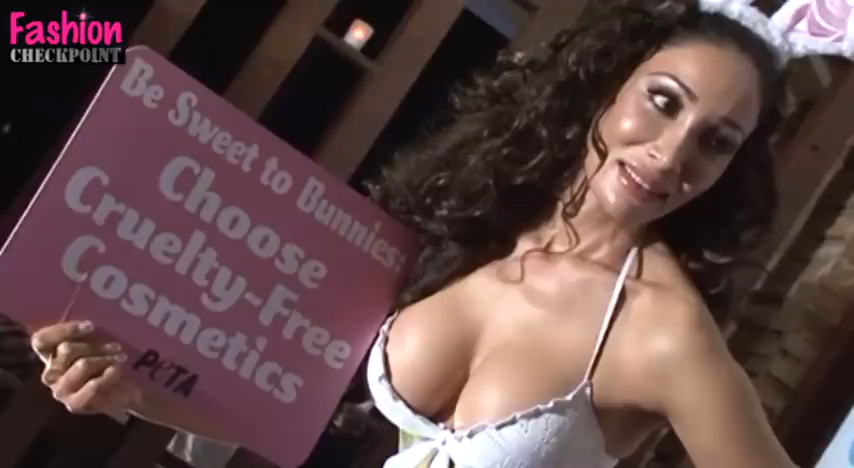 Fashion
CHECKPOINT
Be Sweet to Bunnies:
Choose
Cruelty-Free
Cosmetics
PeTA